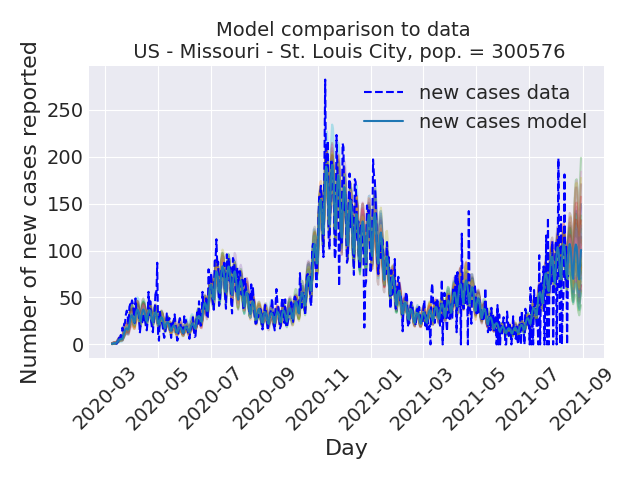 Model comparison to data
US - Missouri - St. Louis City, pop. = 300576
Number of new cases reported
250
200
150
100
50
0
new cases data
new cases model
2020-03
2020-05
2020-07
2020-09
2020-11
2021-01
2021-03
2021-05
2021-07
2021-09
Day